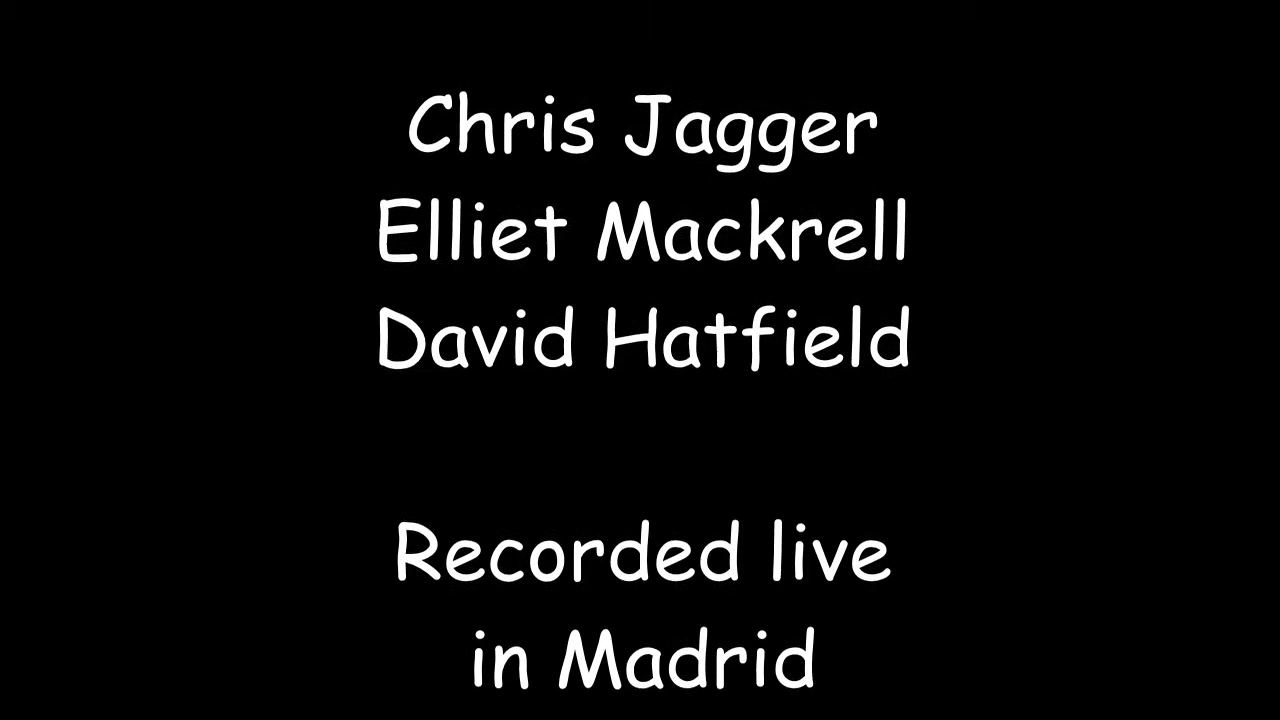 Chris Jagger
Elliet Mackrell
David Hatfield
Recorded live
in Madrid